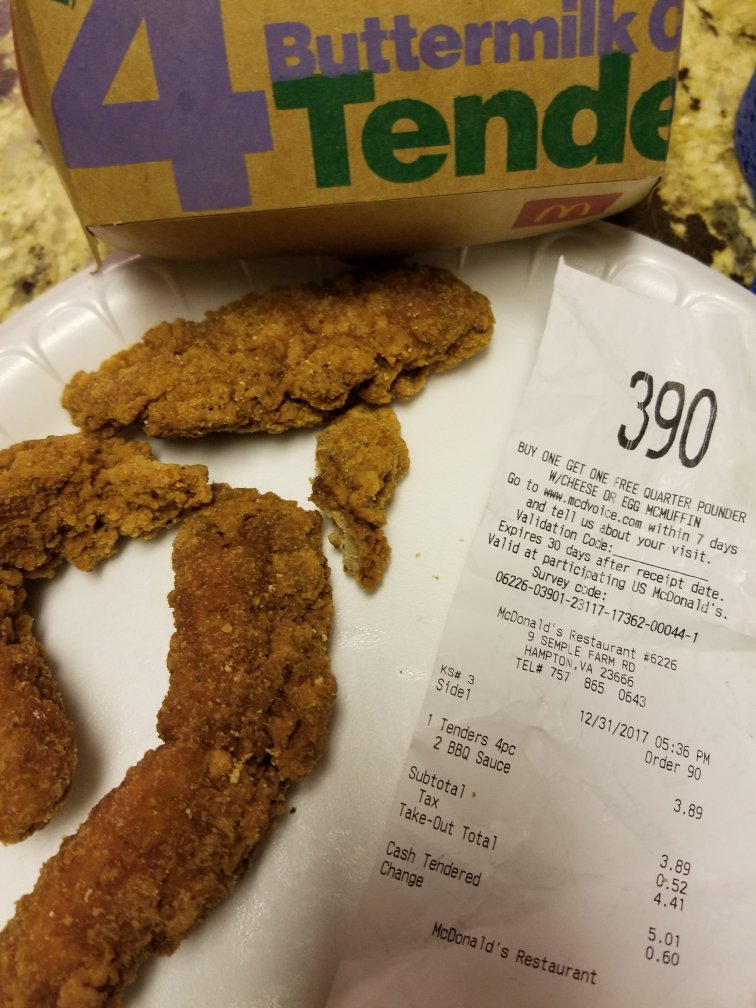 4 Buttermilk C
Tende
390
BUY ONE GET ONE FREE QUARTER POUNDER
W/CHEESE OR EGG MCMUFFIN
Go to www.mcdvoice.com within 7 days
and tell us about your visit.
Validation Code:__________
Expires 30 days after receipt date.
Valid at participating US McDonald's.
Survey code:
06226-03901-23117-17362-00044-1
McDonald's Restaurant #6226
9 SEMPLE FARM RD
HAMPTON,VA 23666
TEL# 757 865 0643
KS# 3 12/31/2017 05:36 PM
Side1 Order 90
1 Tenders 4pc 3.89
2 BBQ Sauce
Subtotal 3.89
Tax 0.52
Take-Out Total 4.41
Cash Tendered 5.01
Change 0.60
McDonald's Restaurant